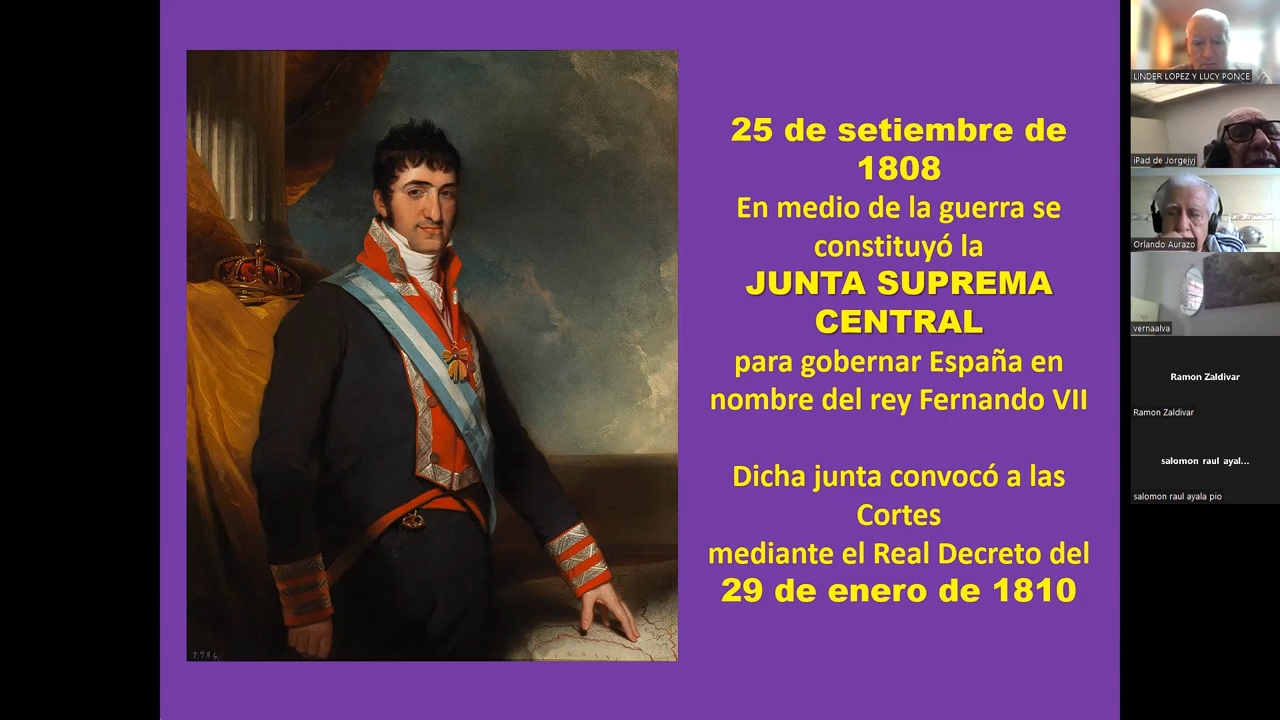 25 de setiembre de
1808
En medio de la guerra se
constituyó la
JUNTA SUPREMA
CENTRAL
para gobernar España en
nombre del rey Fernando VII
Dicha junta convocó a las
Cortes
mediante el Real Decreto del
29 de enero de 1810
T.984.
LINDER LOPEZ Y LUCY PONCE
iPad de Jorgejyj
Orlando Aurazo
vernaalva
Ramon Zaldivar
Ramon Zaldivar
salomon raul ayal...
salomon raul ayala pio